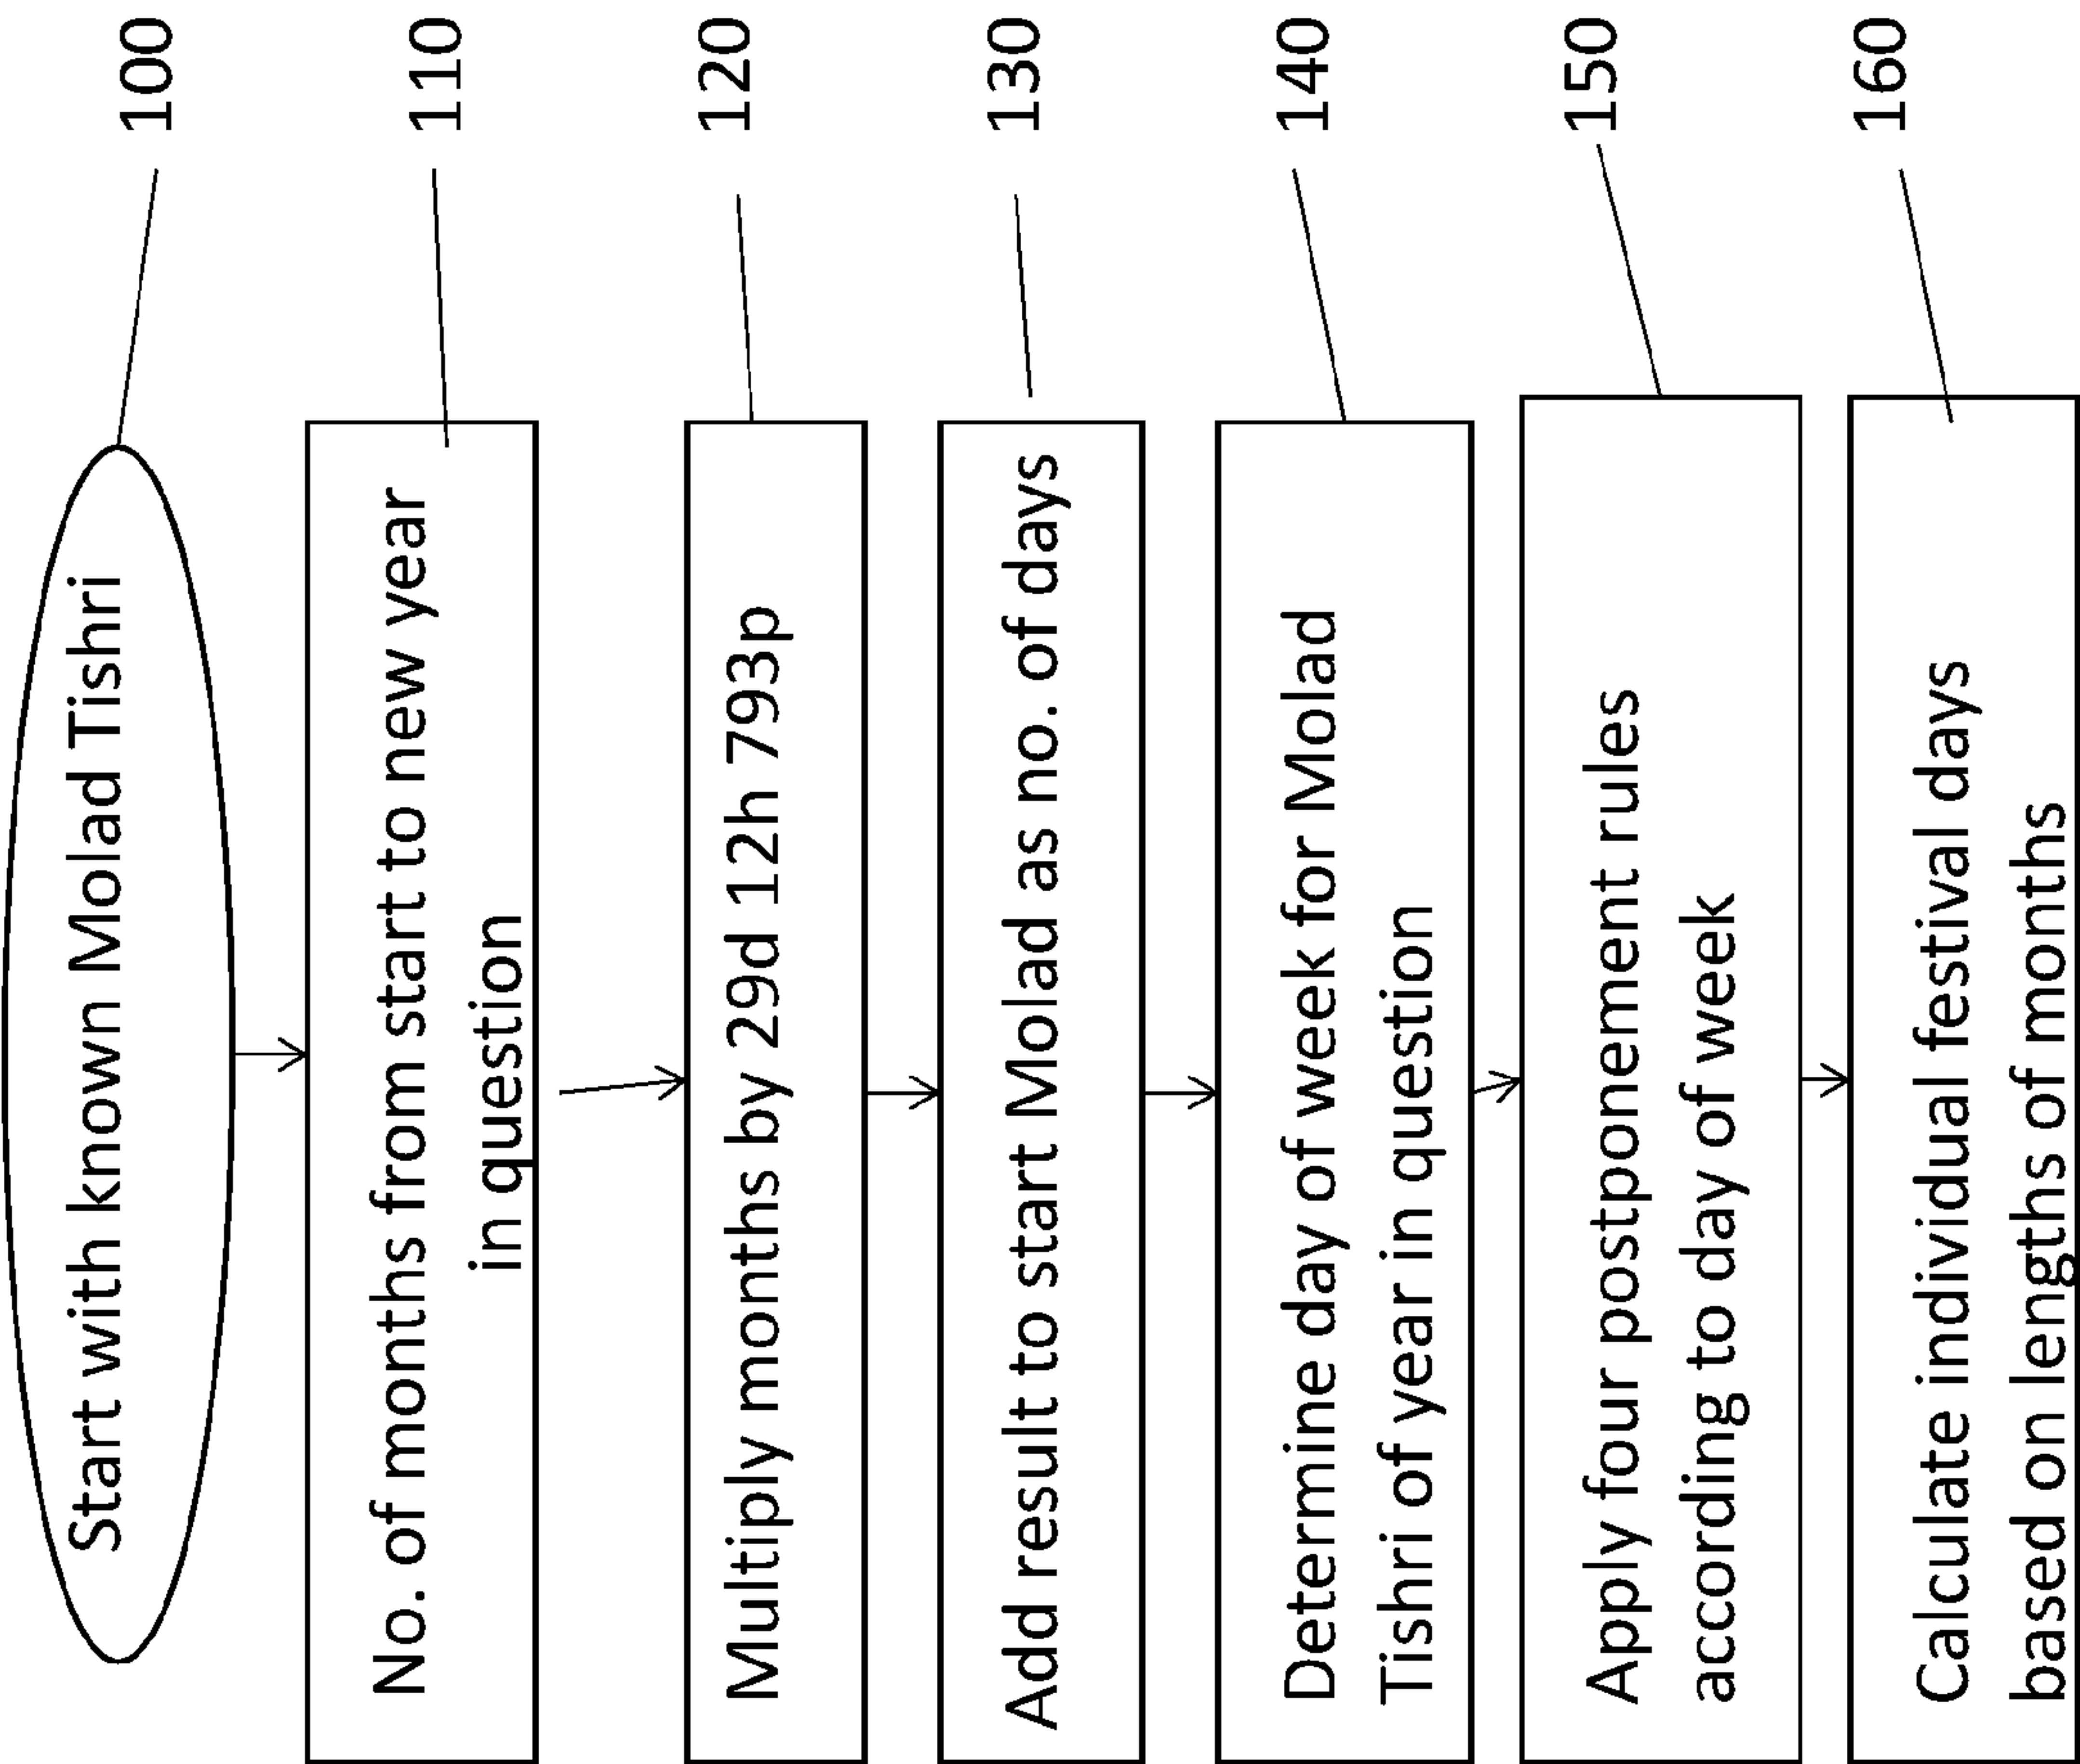 Start with known Molad Tishri
100
No. of months from start to new year
in question
110
Multiply months by 29d 12h 793p
120
Add result to start Molad as no. of days
130
Determine day of week for Molad
Tishri of year in question
140
Apply four postponement rules
according to day of week
150
Calculate individual festival days
based on lengths of months
160